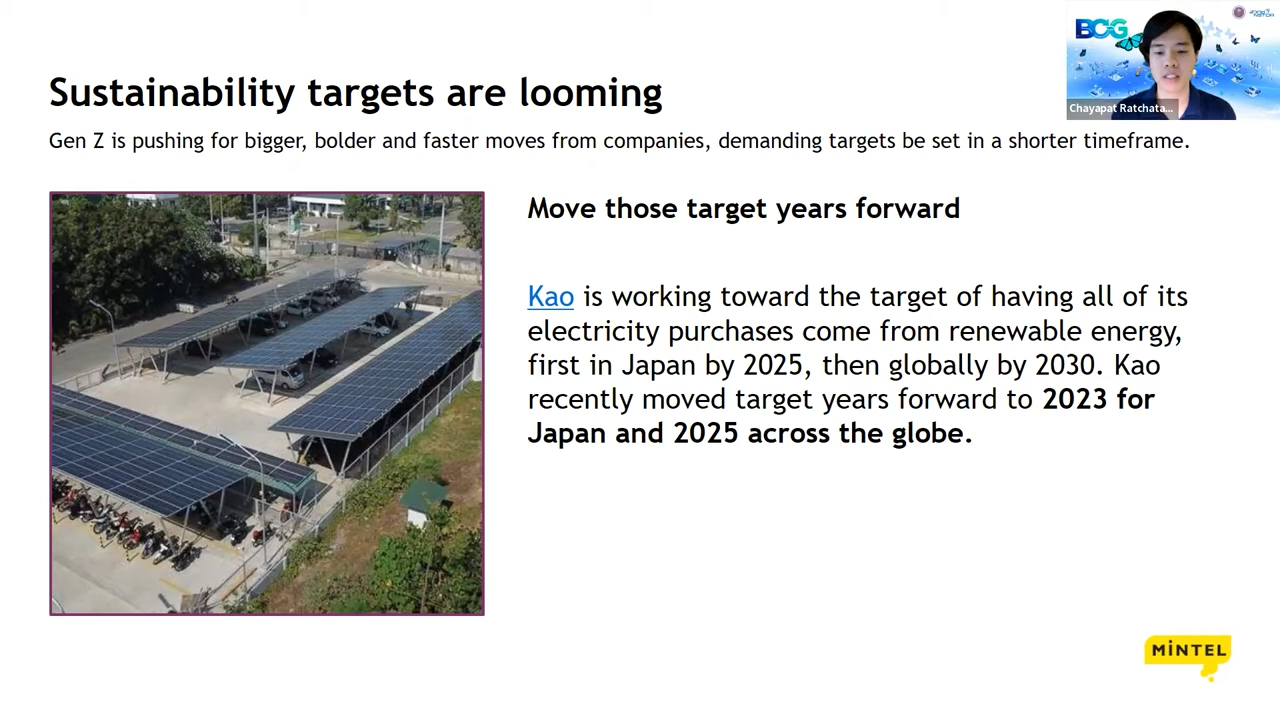 BCG
Chayapat Ratchata...
Sustainability targets are looming
Gen Z is pushing for bigger, bolder and faster moves from companies, demanding targets be set in a shorter timeframe.
Move those target years forward
Kao is working toward the target of having all of its
electricity purchases come from renewable energy,
first in Japan by 2025, then globally by 2030. Kao
recently moved target years forward to 2023 for
Japan and 2025 across the globe.
MiNTEL